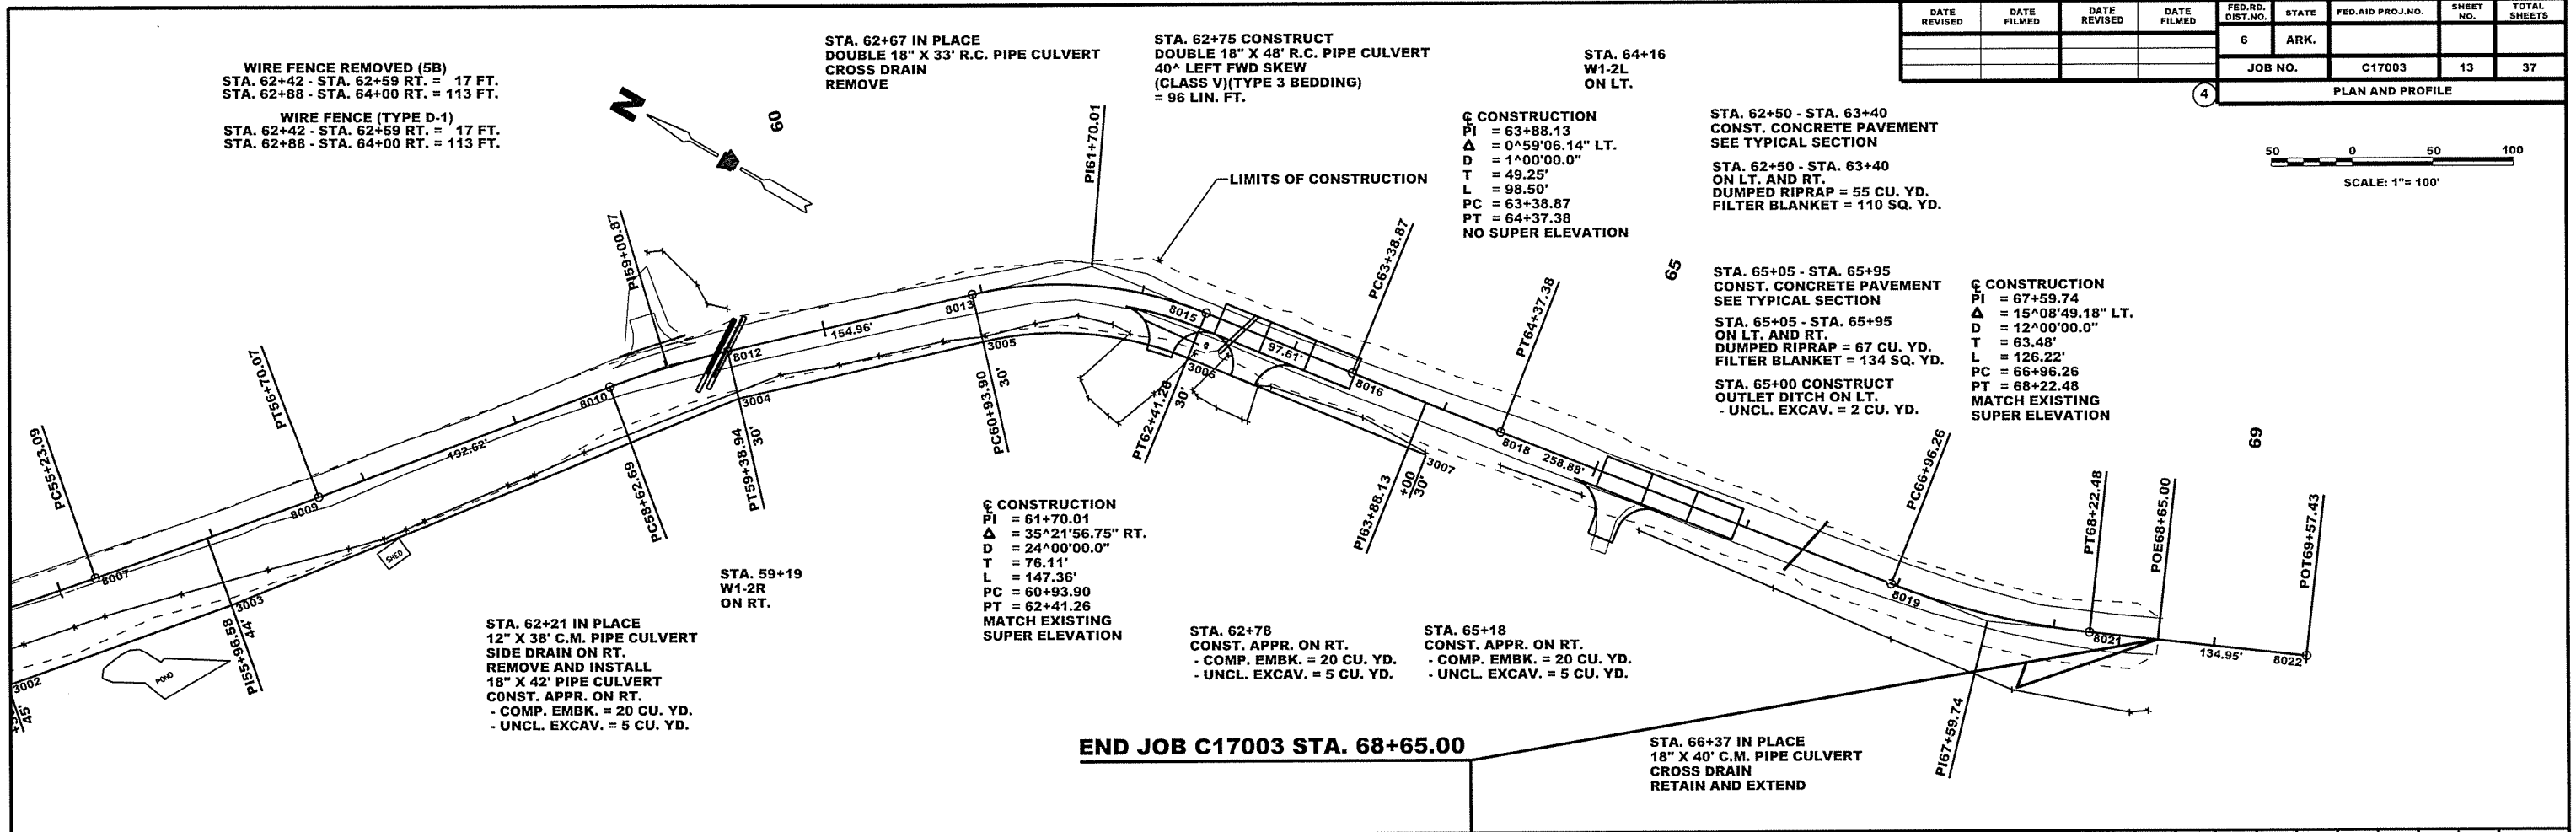 DATE REVISED
DATE FILMED
DATE REVISED
DATE FILMED
FED.RD. DIST.NO.
STATE
FED.AID PROJ.NO.
SHEET NO.
TOTAL SHEETS
6
ARK.
JOB NO.
C17003
13
37
4
PLAN AND PROFILE
WIRE FENCE REMOVED (5B)
STA. 62+42 - STA. 62+59 RT. = 17 FT.
STA. 62+88 - STA. 64+00 RT. = 113 FT.
WIRE FENCE (TYPE D-1)
STA. 62+42 - STA. 62+59 RT. = 17 FT.
STA. 62+88 - STA. 64+00 RT. = 113 FT.
N
60
STA. 62+67 IN PLACE
DOUBLE 18" X 33' R.C. PIPE CULVERT
CROSS DRAIN
REMOVE
STA. 62+75 CONSTRUCT
DOUBLE 18" X 48' R.C. PIPE CULVERT
40^ LEFT FWD SKEW
(CLASS V)(TYPE 3 BEDDING)
= 96 LIN. FT.
STA. 64+16
W1-2L
ON LT.
℄ CONSTRUCTION
PI = 63+88.13
Δ = 0^59'06.14" LT.
D = 1^00'00.0"
T = 49.25'
L = 98.50'
PC = 63+38.87
PT = 64+37.38
NO SUPER ELEVATION
STA. 62+50 - STA. 63+40
CONST. CONCRETE PAVEMENT
SEE TYPICAL SECTION
STA. 62+50 - STA. 63+40
ON LT. AND RT.
DUMPED RIPRAP = 55 CU. YD.
FILTER BLANKET = 110 SQ. YD.
50 0 50 100
SCALE: 1"= 100'
LIMITS OF CONSTRUCTION
65
STA. 65+05 - STA. 65+95
CONST. CONCRETE PAVEMENT
SEE TYPICAL SECTION
STA. 65+05 - STA. 65+95
ON LT. AND RT.
DUMPED RIPRAP = 67 CU. YD.
FILTER BLANKET = 134 SQ. YD.
STA. 65+00 CONSTRUCT
OUTLET DITCH ON LT.
- UNCL. EXCAV. = 2 CU. YD.
℄ CONSTRUCTION
PI = 67+59.74
Δ = 15^08'49.18" LT.
D = 12^00'00.0"
T = 63.48'
L = 126.22'
PC = 66+96.26
PT = 68+22.48
MATCH EXISTING
SUPER ELEVATION
69
PC55+23.09
PT56+70.07
PI59+00.87
PI61+70.01
PC63+38.87
PT64+37.38
PC66+96.26
PT68+22.48
POE68+65.00
POT69+57.43
8007
8009
192.62'
8010
8012
154.96'
8013
8015
97.61'
8016
8018
258.88'
8019
8021
134.95'
8022
3002
45'
3003
PI55+96.58
44'
SHED
POND
PC58+62.69
3004
PT59+38.94
30'
3005
PC60+93.90
30'
3006
PT62+41.26
30'
3007
PI63+88.13
+00
30'
PI67+59.74
℄ CONSTRUCTION
PI = 61+70.01
Δ = 35^21'56.75" RT.
D = 24^00'00.0"
T = 76.11'
L = 147.36'
PC = 60+93.90
PT = 62+41.26
MATCH EXISTING
SUPER ELEVATION
STA. 59+19
W1-2R
ON RT.
STA. 62+21 IN PLACE
12" X 38' C.M. PIPE CULVERT
SIDE DRAIN ON RT.
REMOVE AND INSTALL
18" X 42' PIPE CULVERT
CONST. APPR. ON RT.
- COMP. EMBK. = 20 CU. YD.
- UNCL. EXCAV. = 5 CU. YD.
STA. 62+78
CONST. APPR. ON RT.
- COMP. EMBK. = 20 CU. YD.
- UNCL. EXCAV. = 5 CU. YD.
STA. 65+18
CONST. APPR. ON RT.
- COMP. EMBK. = 20 CU. YD.
- UNCL. EXCAV. = 5 CU. YD.
END JOB C17003 STA. 68+65.00
STA. 66+37 IN PLACE
18" X 40' C.M. PIPE CULVERT
CROSS DRAIN
RETAIN AND EXTEND